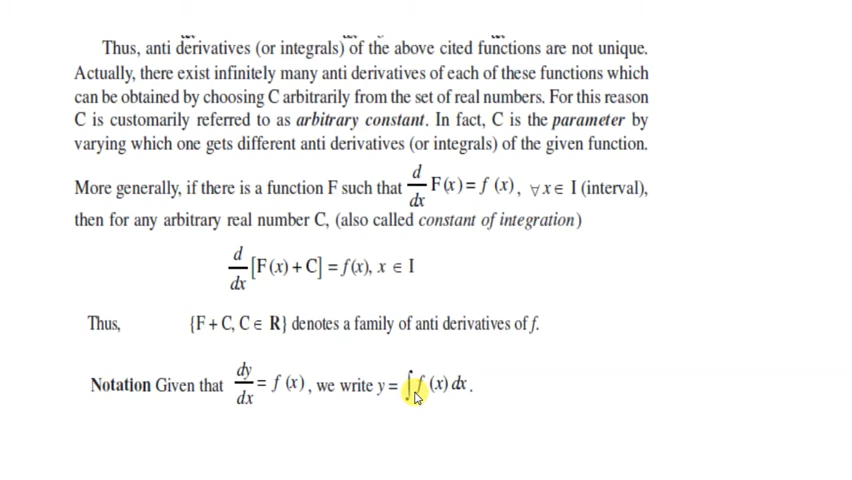 Thus, anti derivatives (or integrals) of the above cited functions are not unique.
Actually, there exist infinitely many anti derivatives of each of these functions which
can be obtained by choosing C arbitrarily from the set of real numbers. For this reason
C is customarily referred to as arbitrary constant. In fact, C is the parameter by
varying which one gets different anti derivatives (or integrals) of the given function.
More generally, if there is a function F such that d/dx F(x) = f (x), ∀ x ∈ I (interval),
then for any arbitrary real number C, (also called constant of integration)
d/dx [F(x) + C] = f(x), x ∈ I
Thus, {F + C, C ∈ R} denotes a family of anti derivatives of f.
Notation Given that dy/dx = f (x), we write y = ∫ f (x) dx.